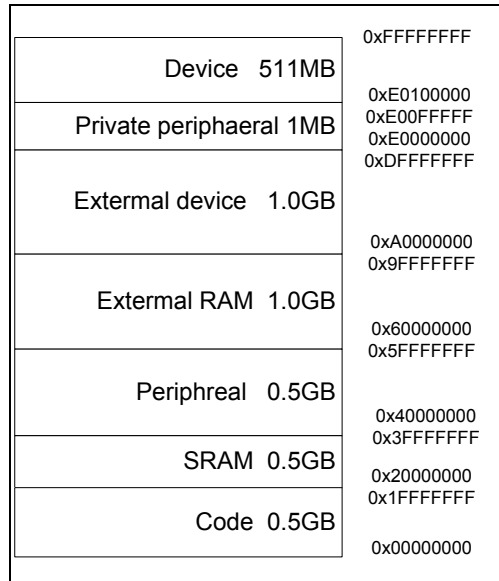 0xFFFFFFFF
Device 511MB
0xE0100000
0xE00FFFFF
Private periphaeral 1MB
0xE0000000
0xDFFFFFFF
Extermal device 1.0GB
0xA0000000
0x9FFFFFFF
Extermal RAM 1.0GB
0x60000000
0x5FFFFFFF
Periphreal 0.5GB
0x40000000
0x3FFFFFFF
SRAM 0.5GB
0x20000000
0x1FFFFFFF
Code 0.5GB
0x00000000